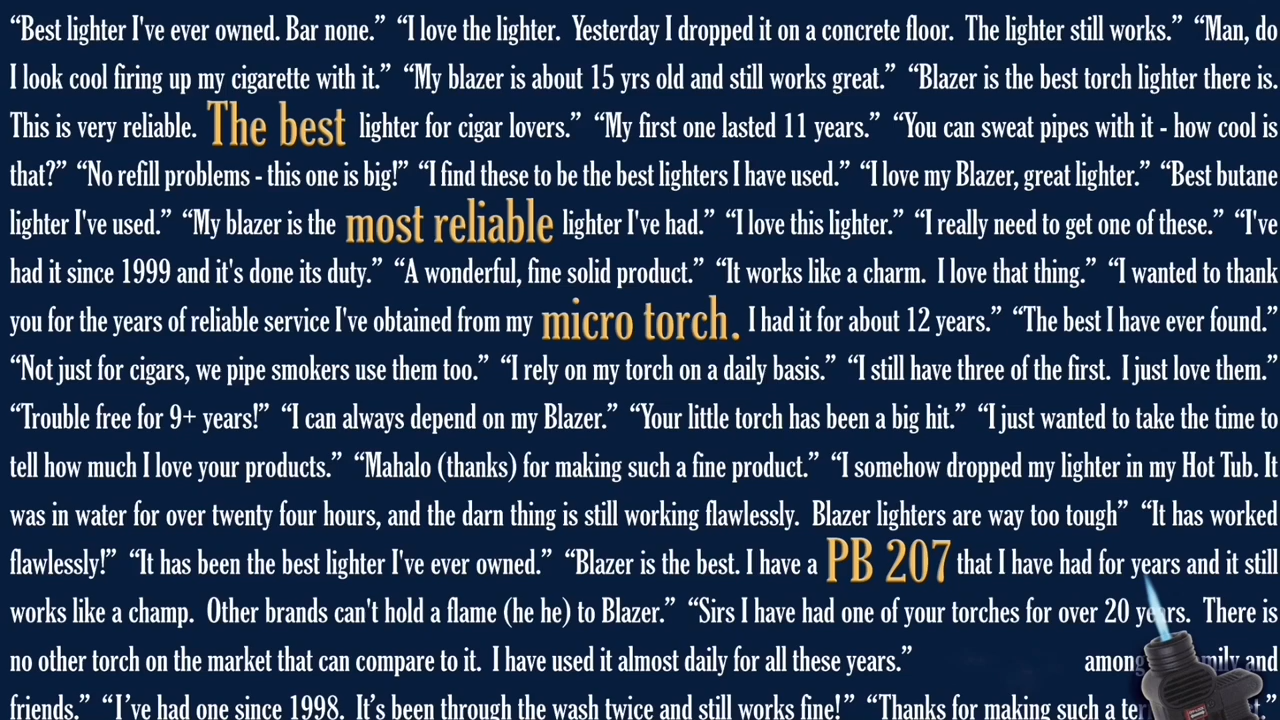 “Best lighter I've ever owned. Bar none.” “I love the lighter. Yesterday I dropped it on a concrete floor. The lighter still works.” “Man, do
I look cool firing up my cigarette with it.” “My blazer is about 15 yrs old and still works great.” “Blazer is the best torch lighter there is.
This is very reliable. The best lighter for cigar lovers.” “My first one lasted 11 years.” “You can sweat pipes with it - how cool is
that?” “No refill problems - this one is big!” “I find these to be the best lighters I have used.” “I love my Blazer, great lighter.” “Best butane
lighter I've used.” “My blazer is the most reliable lighter I've had.” “I love this lighter.” “I really need to get one of these.” “I've
had it since 1999 and it's done its duty.” “A wonderful, fine solid product.” “It works like a charm. I love that thing.” “I wanted to thank
you for the years of reliable service I've obtained from my micro torch. I had it for about 12 years.” “The best I have ever found.”
“Not just for cigars, we pipe smokers use them too.” “I rely on my torch on a daily basis.” “I still have three of the first. I just love them.”
“Trouble free for 9+ years!” “I can always depend on my Blazer.” “Your little torch has been a big hit.” “I just wanted to take the time to
tell how much I love your products.” “Mahalo (thanks) for making such a fine product.” “I somehow dropped my lighter in my Hot Tub. It
was in water for over twenty four hours, and the darn thing is still working flawlessly. Blazer lighters are way too tough” “It has worked
flawlessly!” “It has been the best lighter I've ever owned.” “Blazer is the best. I have a PB 207 that I have had for years and it still
works like a champ. Other brands can't hold a flame (he he) to Blazer.” “Sirs I have had one of your torches for over 20 years. There is
no other torch on the market that can compare to it. I have used it almost daily for all these years.” among and
friends.” “I’ve had one since 1998. It’s been through the wash twice and still works fine!” “Thanks for making such a